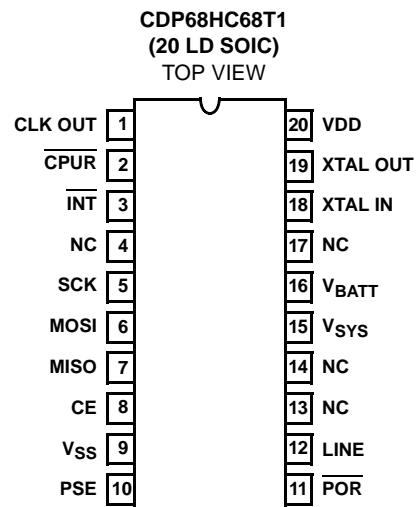 CDP68HC68T1
(20 LD SOIC)
TOP VIEW
CLK OUT 1 20 VDD
CPUR 2 19 XTAL OUT
INT 3 18 XTAL IN
NC 4 17 NC
SCK 5 16 VBATT
MOSI 6 15 VSYS
MISO 7 14 NC
CE 8 13 NC
VSS 9 12 LINE
PSE 10 11 POR